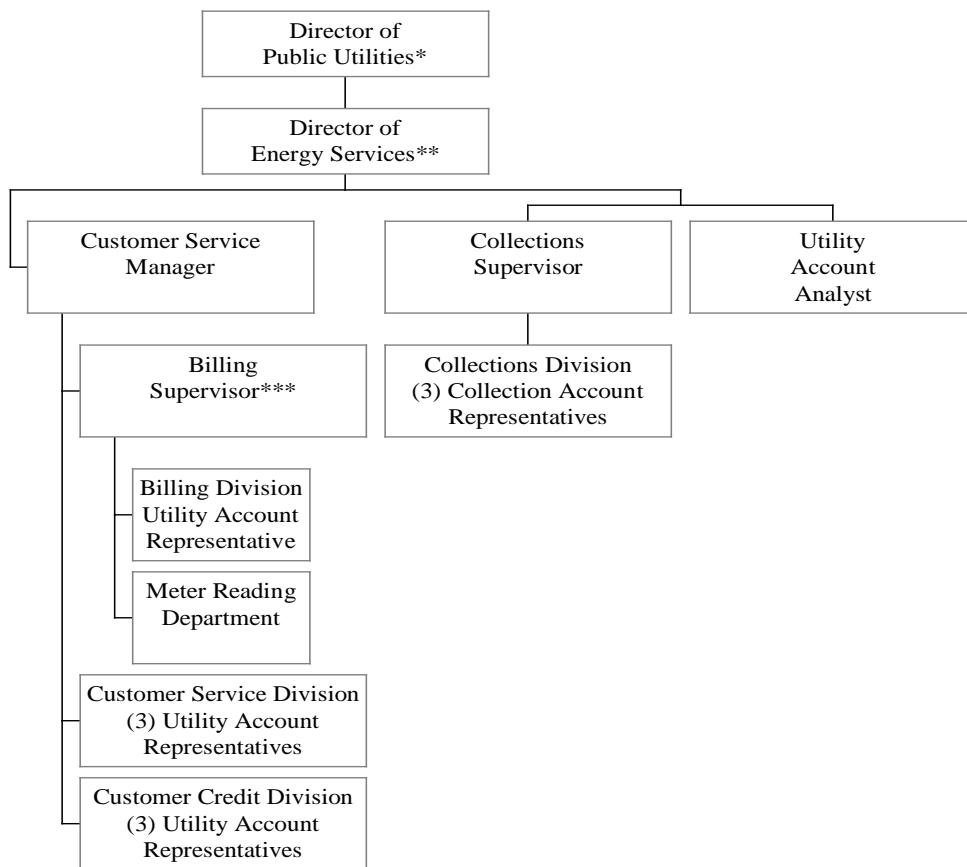 Director of
Public Utilities*
Director of
Energy Services**
Customer Service
Manager
Collections
Supervisor
Utility
Account
Analyst
Billing
Supervisor***
Collections Division
(3) Collection Account
Representatives
Billing Division
Utility Account
Representative
Meter Reading
Department
Customer Service Division
(3) Utility Account
Representatives
Customer Credit Division
(3) Utility Account
Representatives